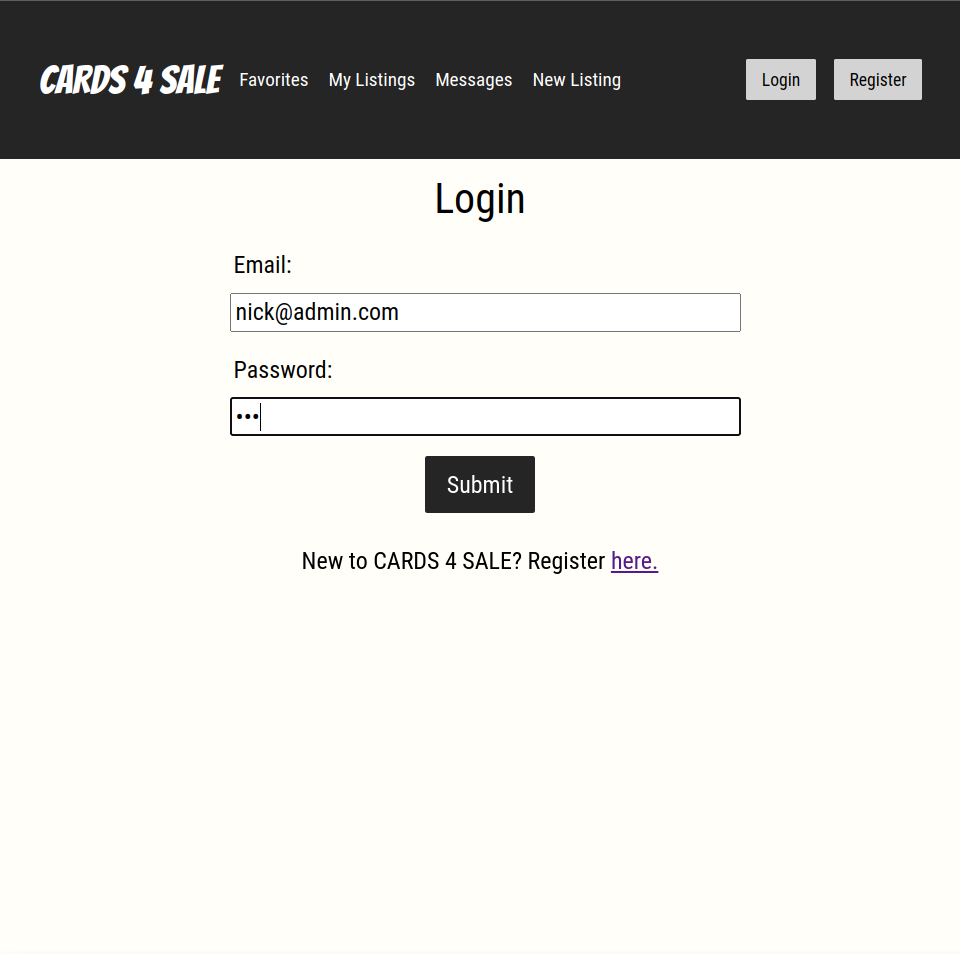 CARDS 4 SALE Favorites My Listings Messages New Listing Login Register
Login
Email:
nick@admin.com
Password:
•••
Submit
New to CARDS 4 SALE? Register here.